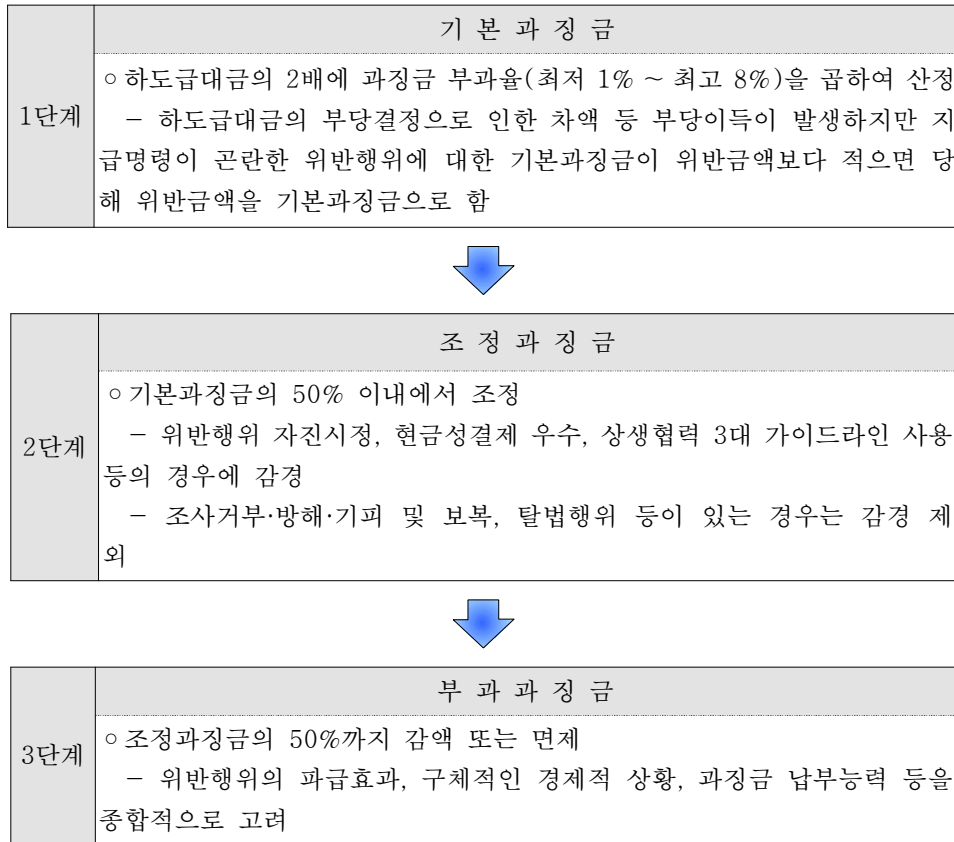 기 본 과 징 금
1단계
○ 하도급대금의 2배에 과징금 부과율(최저 1% ~ 최고 8%)을 곱하여 산정
- 하도급대금의 부당결정으로 인한 차액 등 부당이득이 발생하지만 지
급명령이 곤란한 위반행위에 대한 기본과징금이 위반금액보다 적으면 당
해 위반금액을 기본과징금으로 함
조 정 과 징 금
2단계
○ 기본과징금의 50% 이내에서 조정
- 위반행위 자진시정, 현금성결제 우수, 상생협력 3대 가이드라인 사용
등의 경우에 감경
- 조사거부·방해·기피 및 보복, 탈법행위 등이 있는 경우는 감경 제
외
부 과 과 징 금
3단계
○ 조정과징금의 50%까지 감액 또는 면제
- 위반행위의 파급효과, 구체적인 경제적 상황, 과징금 납부능력 등을
종합적으로 고려